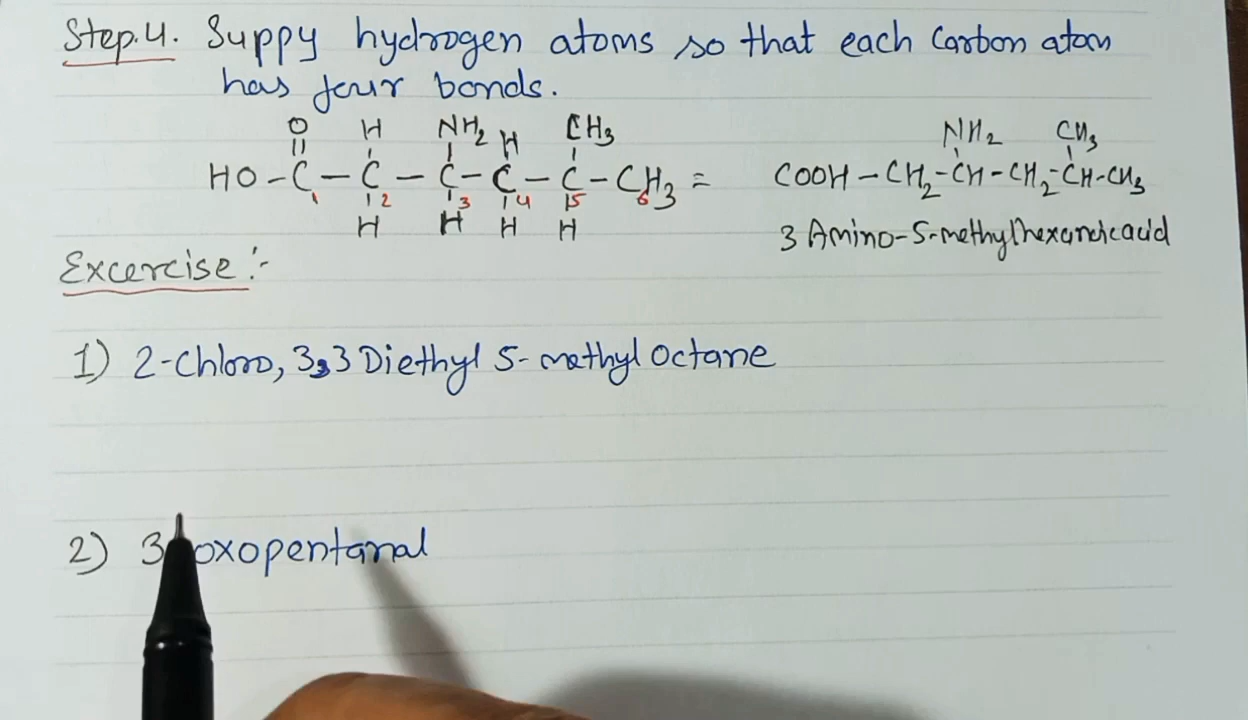 Step.4. Suppy hydrogen atoms so that each Carbon atom
has four bonds.
O H NH2 H CH3
HO-C-C-C-C-C-CH3 = COOH-CH2-CH-CH2-CH-CH3
NH2 CH3
1 2 3 4 5 6
H H H H
3 Amino-5-methylhexanoic acid
Excercise :-
1) 2-Chloro, 3,3 Diethyl 5-methyl Octane
2) 3 oxopentanal